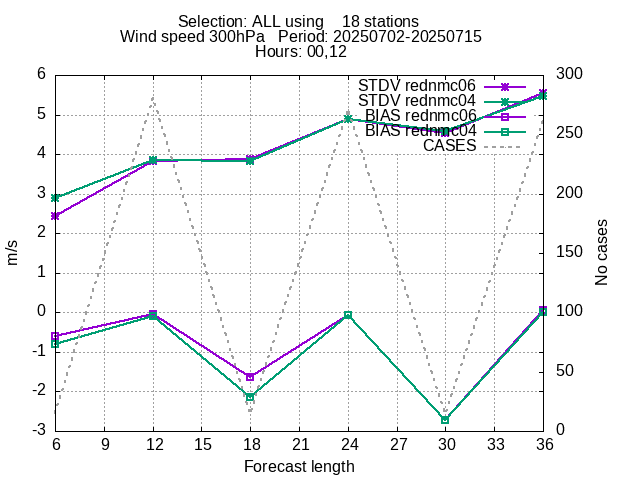 Selection: ALL using    18 stations
Wind speed 300hPa   Period: 20250702-20250715
Hours: 00,12
STDV rednmc06
STDV rednmc04
BIAS rednmc06
BIAS rednmc04
CASES
6
5
4
3
2
1
0
-1
-2
-3
m/s
300
250
200
150
100
50
0
No cases
6 9 12 15 18 21 24 27 30 33 36
Forecast length